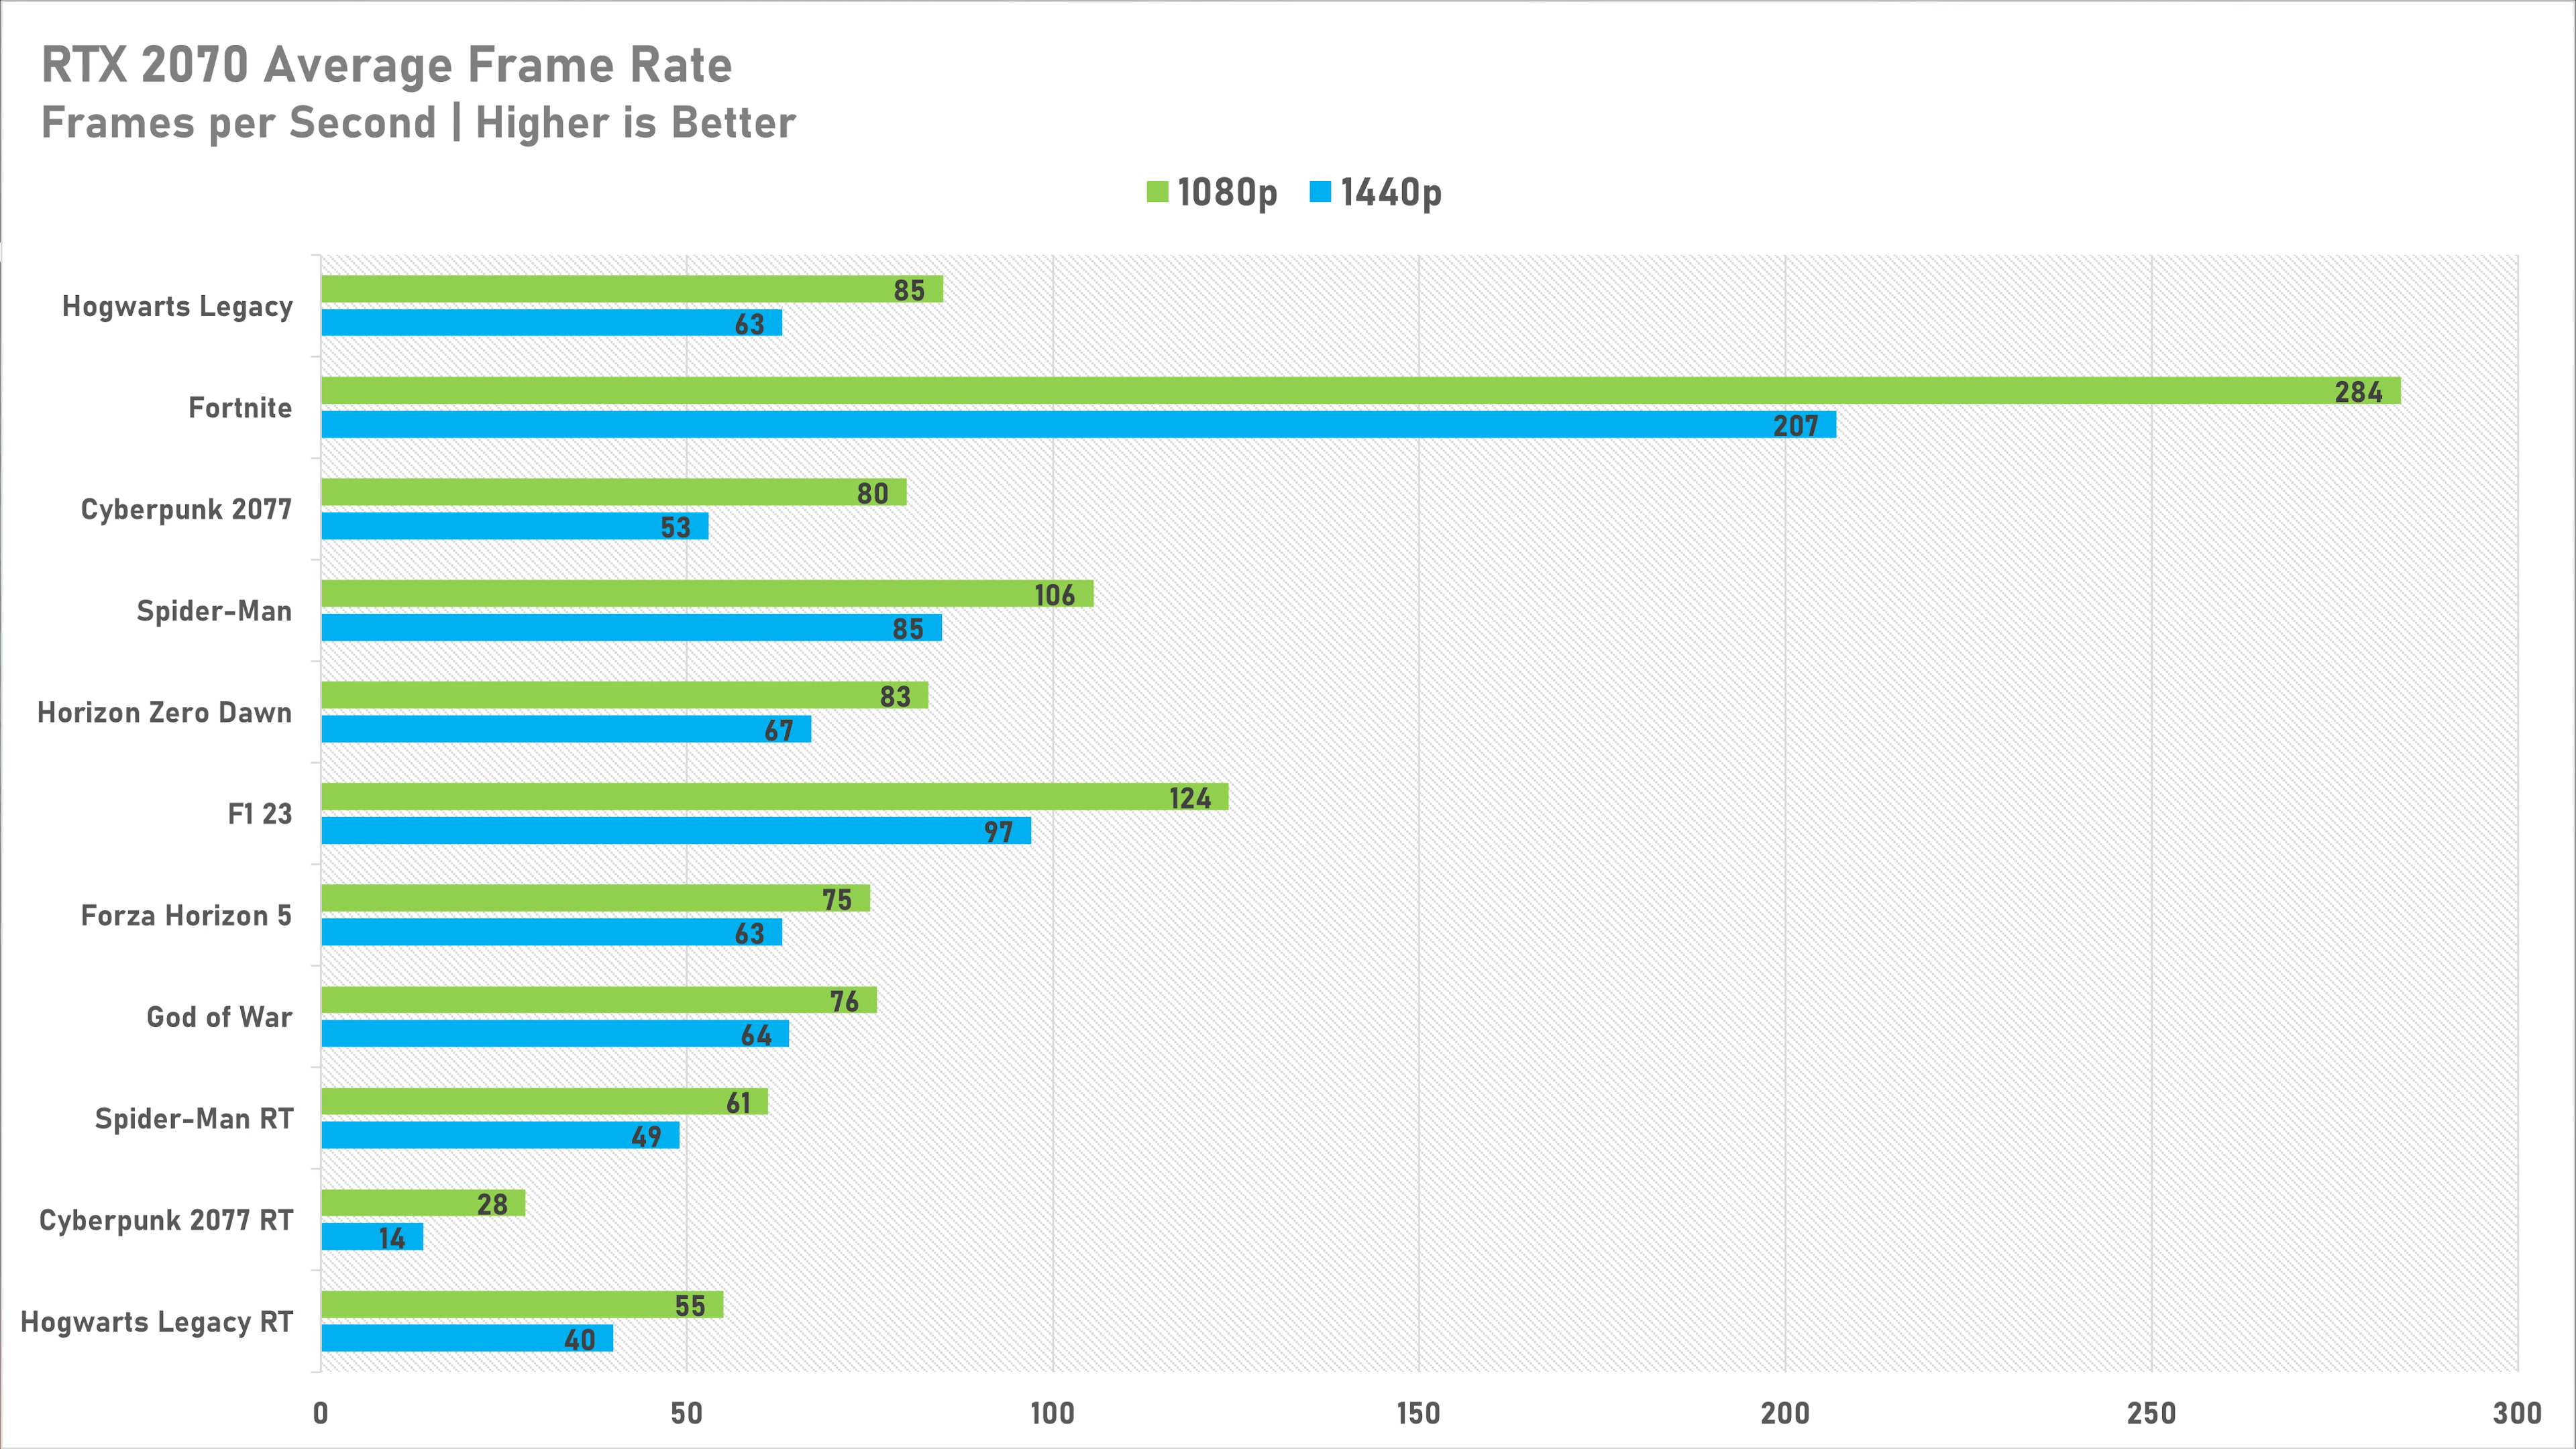 RTX 2070 Average Frame Rate
Frames per Second | Higher is Better
1080p 1440p
Hogwarts Legacy
85
63
Fortnite
284
207
Cyberpunk 2077
80
53
Spider-Man
106
85
Horizon Zero Dawn
83
67
F1 23
124
97
Forza Horizon 5
75
63
God of War
76
64
Spider-Man RT
61
49
Cyberpunk 2077 RT
28
14
Hogwarts Legacy RT
55
40
0 50 100 150 200 250 300